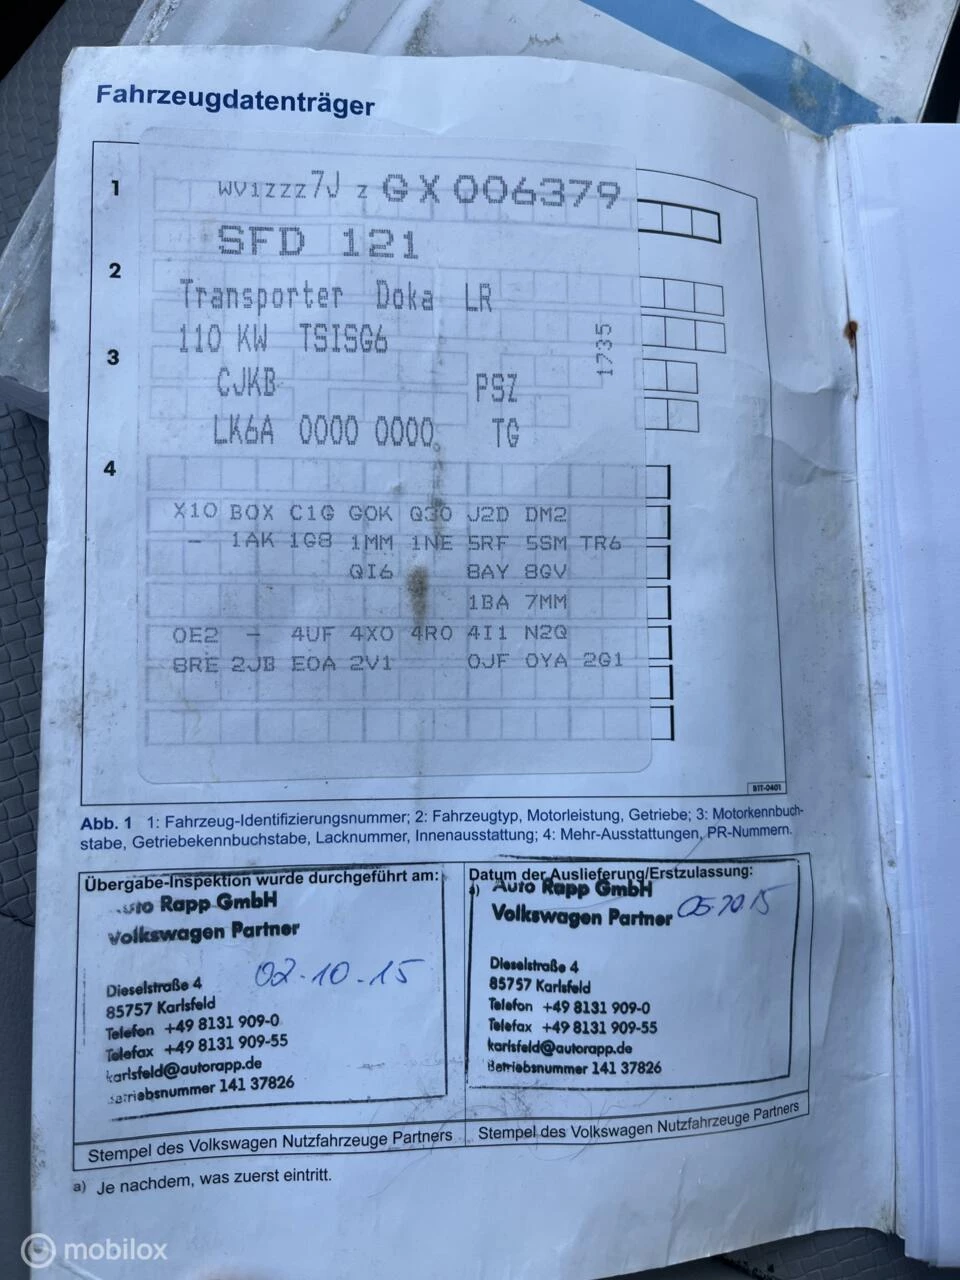 Fahrzeugdatenträger
1 WV1ZZZ7J Z GX006379
SFD 121
2 Transporter Doka LR
110 KW TSISG6
1735
3 CJKB PSZ
LK6A 0000 0000 TG
4
X10 B0X C1G G0K Q30 J2D DM2
- 1AK 1G8 1MM 1NE 5RF 5SM TR6
QI6 8AY 8GV
1BA 7MM
0E2 - 4UF 4X0 4R0 4I1 N2Q
8RE 2JB E0A 2V1 0JF 0YA 2G1
B1T-0401
Abb. 1 1: Fahrzeug-Identifizierungsnummer; 2: Fahrzeugtyp, Motorleistung, Getriebe; 3: Motorkennbuch-
stabe, Getriebekennbuchstabe, Lacknummer, Innenausstattung; 4: Mehr-Ausstattungen, PR-Nummern.
Übergabe-Inspektion wurde durchgeführt am:
Auto Rapp GmbH
Volkswagen Partner
02.10.15
Dieselstraße 4
85757 Karlsfeld
Telefon +49 8131 909-0
Telefax +49 8131 909-55
karlsfeld@autorapp.de
Betriebsnummer 141 37826
Stempel des Volkswagen Nutzfahrzeuge Partners
Datum der Auslieferung/Erstzulassung:
a)
Auto Rapp GmbH
Volkswagen Partner
05.10 15
Dieselstraße 4
85757 Karlsfeld
Telefon +49 8131 909-0
Telefax +49 8131 909-55
karlsfeld@autorapp.de
Betriebsnummer 141 37826
Stempel des Volkswagen Nutzfahrzeuge Partners
a) Je nachdem, was zuerst eintritt.
mobilox